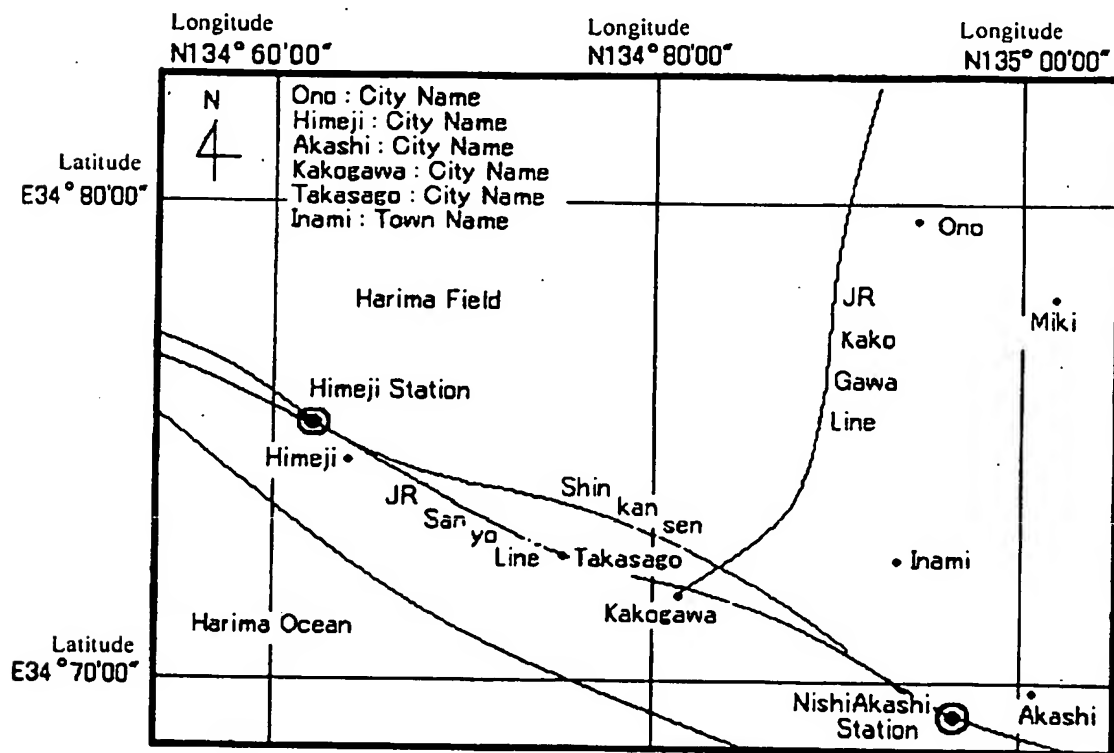 Longitude
N134° 60'00"
Longitude
N134° 80'00"
Longitude
N135° 00'00"
N
Ono : City Name
Himeji : City Name
Akashi : City Name
Kakogawa : City Name
Takasago : City Name
Inami : Town Name
Latitude
E34° 80'00"
Ono
Harima Field
JR
Kako
Gawa
Line
Miki
Himeji Station
Himeji
JR
San
yo
Line
Shin
kan
sen
Takasago
Inami
Kakogawa
Harima Ocean
Latitude
E34° 70'00"
NishiAkashi
Station
Akashi